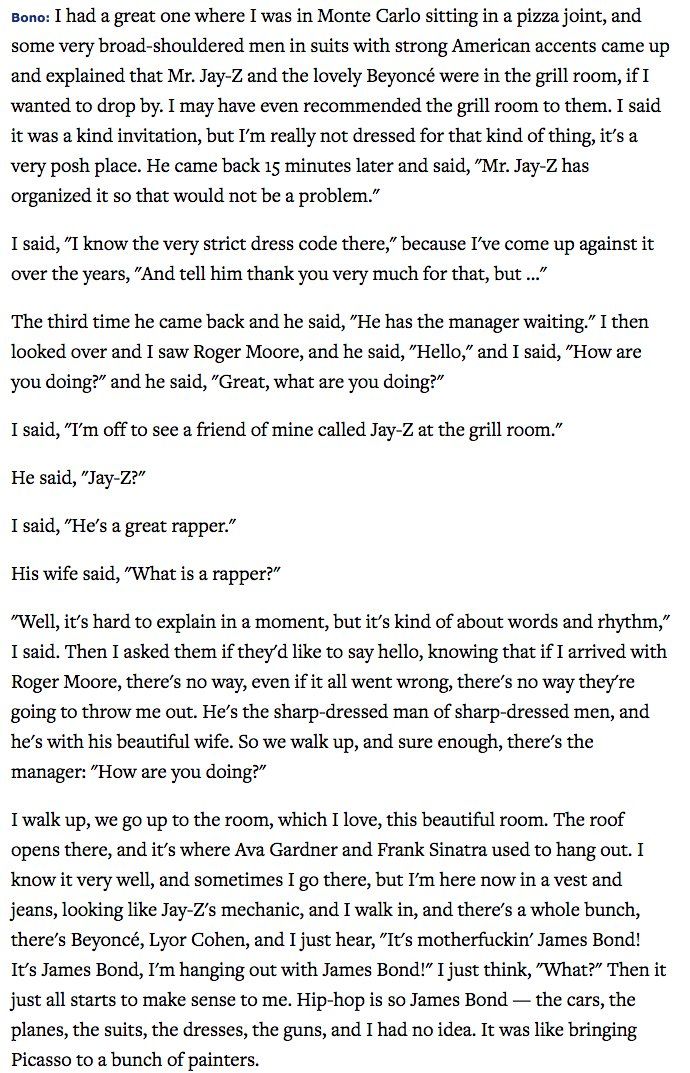 Bono: I had a great one where I was in Monte Carlo sitting in a pizza joint, and
some very broad-shouldered men in suits with strong American accents came up
and explained that Mr. Jay-Z and the lovely Beyoncé were in the grill room, if I
wanted to drop by. I may have even recommended the grill room to them. I said
it was a kind invitation, but I'm really not dressed for that kind of thing, it's a
very posh place. He came back 15 minutes later and said, "Mr. Jay-Z has
organized it so that would not be a problem."
I said, "I know the very strict dress code there," because I've come up against it
over the years, "And tell him thank you very much for that, but ..."
The third time he came back and he said, "He has the manager waiting." I then
looked over and I saw Roger Moore, and he said, "Hello," and I said, "How are
you doing?" and he said, "Great, what are you doing?"
I said, "I'm off to see a friend of mine called Jay-Z at the grill room."
He said, "Jay-Z?"
I said, "He's a great rapper."
His wife said, "What is a rapper?"
"Well, it's hard to explain in a moment, but it's kind of about words and rhythm,"
I said. Then I asked them if they'd like to say hello, knowing that if I arrived with
Roger Moore, there's no way, even if it all went wrong, there's no way they're
going to throw me out. He's the sharp-dressed man of sharp-dressed men, and
he's with his beautiful wife. So we walk up, and sure enough, there's the
manager: "How are you doing?"
I walk up, we go up to the room, which I love, this beautiful room. The roof
opens there, and it's where Ava Gardner and Frank Sinatra used to hang out. I
know it very well, and sometimes I go there, but I'm here now in a vest and
jeans, looking like Jay-Z's mechanic, and I walk in, and there's a whole bunch,
there's Beyoncé, Lyor Cohen, and I just hear, "It's motherfuckin' James Bond!
It's James Bond, I'm hanging out with James Bond!" I just think, "What?" Then it
just all starts to make sense to me. Hip-hop is so James Bond — the cars, the
planes, the suits, the dresses, the guns, and I had no idea. It was like bringing
Picasso to a bunch of painters.